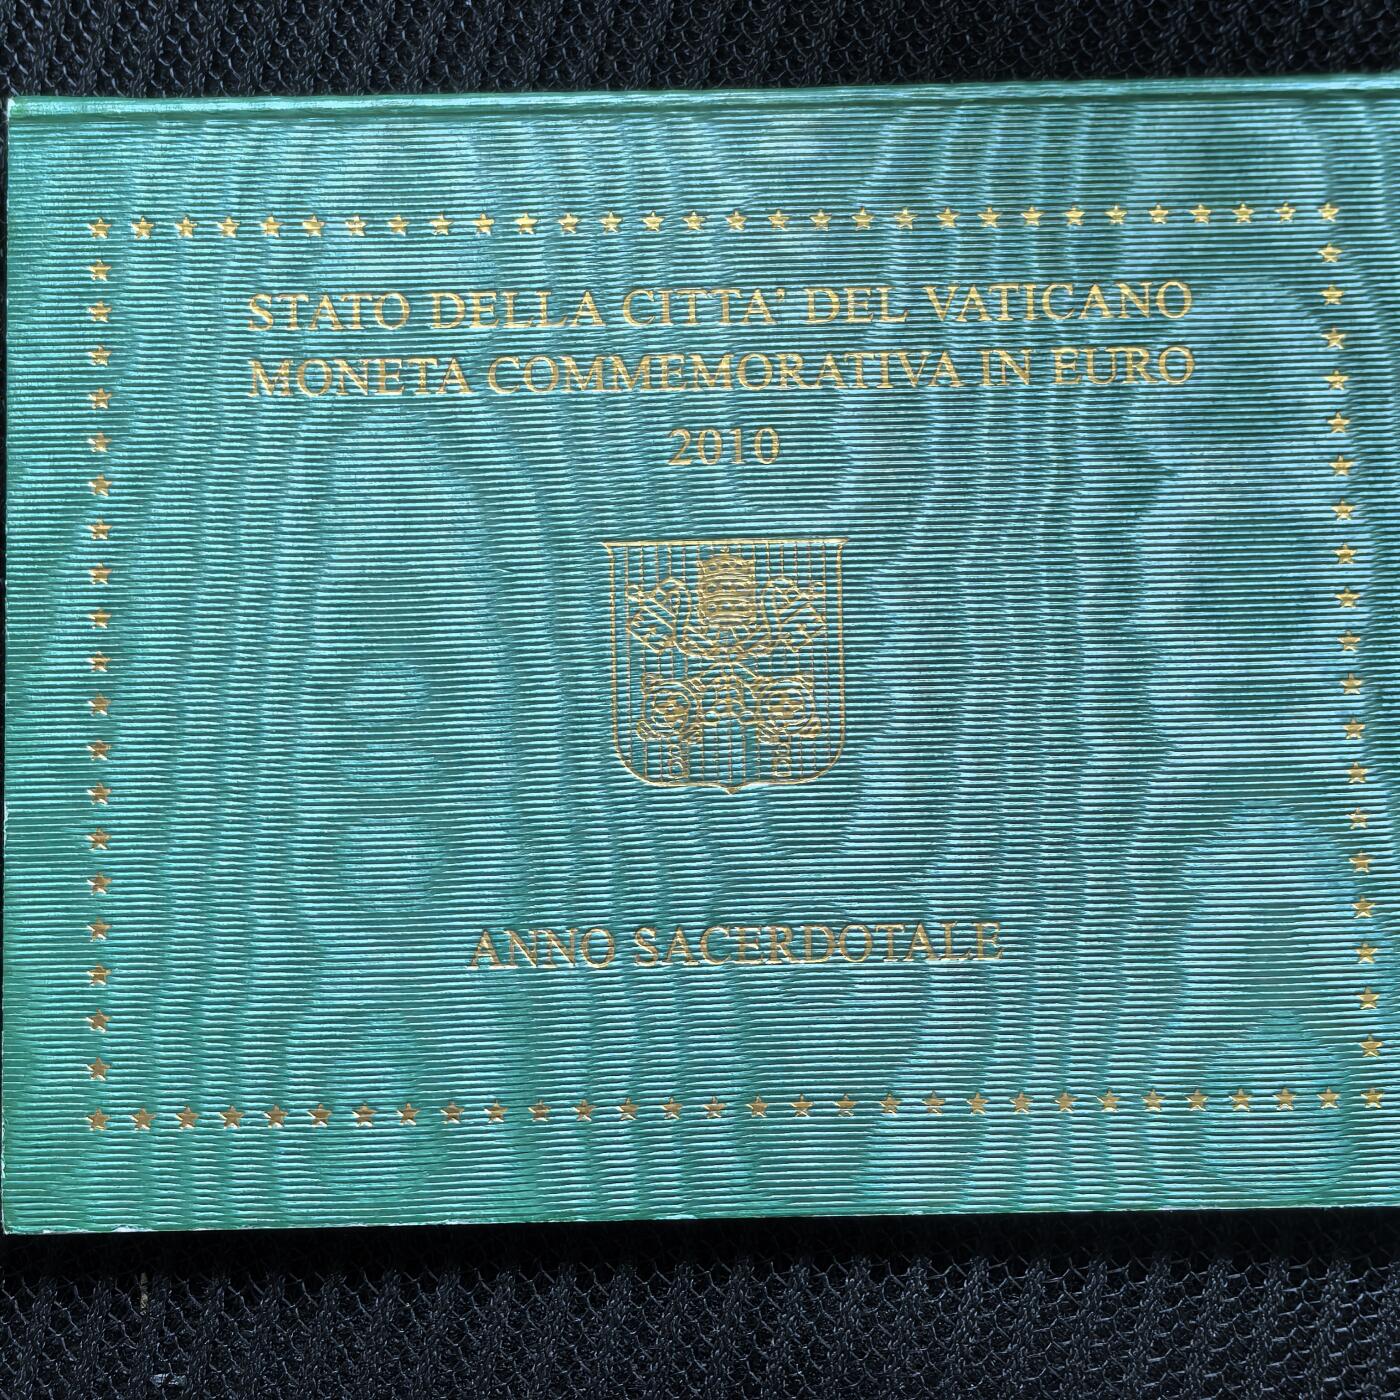 STATO DELLA CITTA' DEL VATICANO
MONETA COMMEMORATIVA IN EURO
2010
ANNO SACERDOTALE